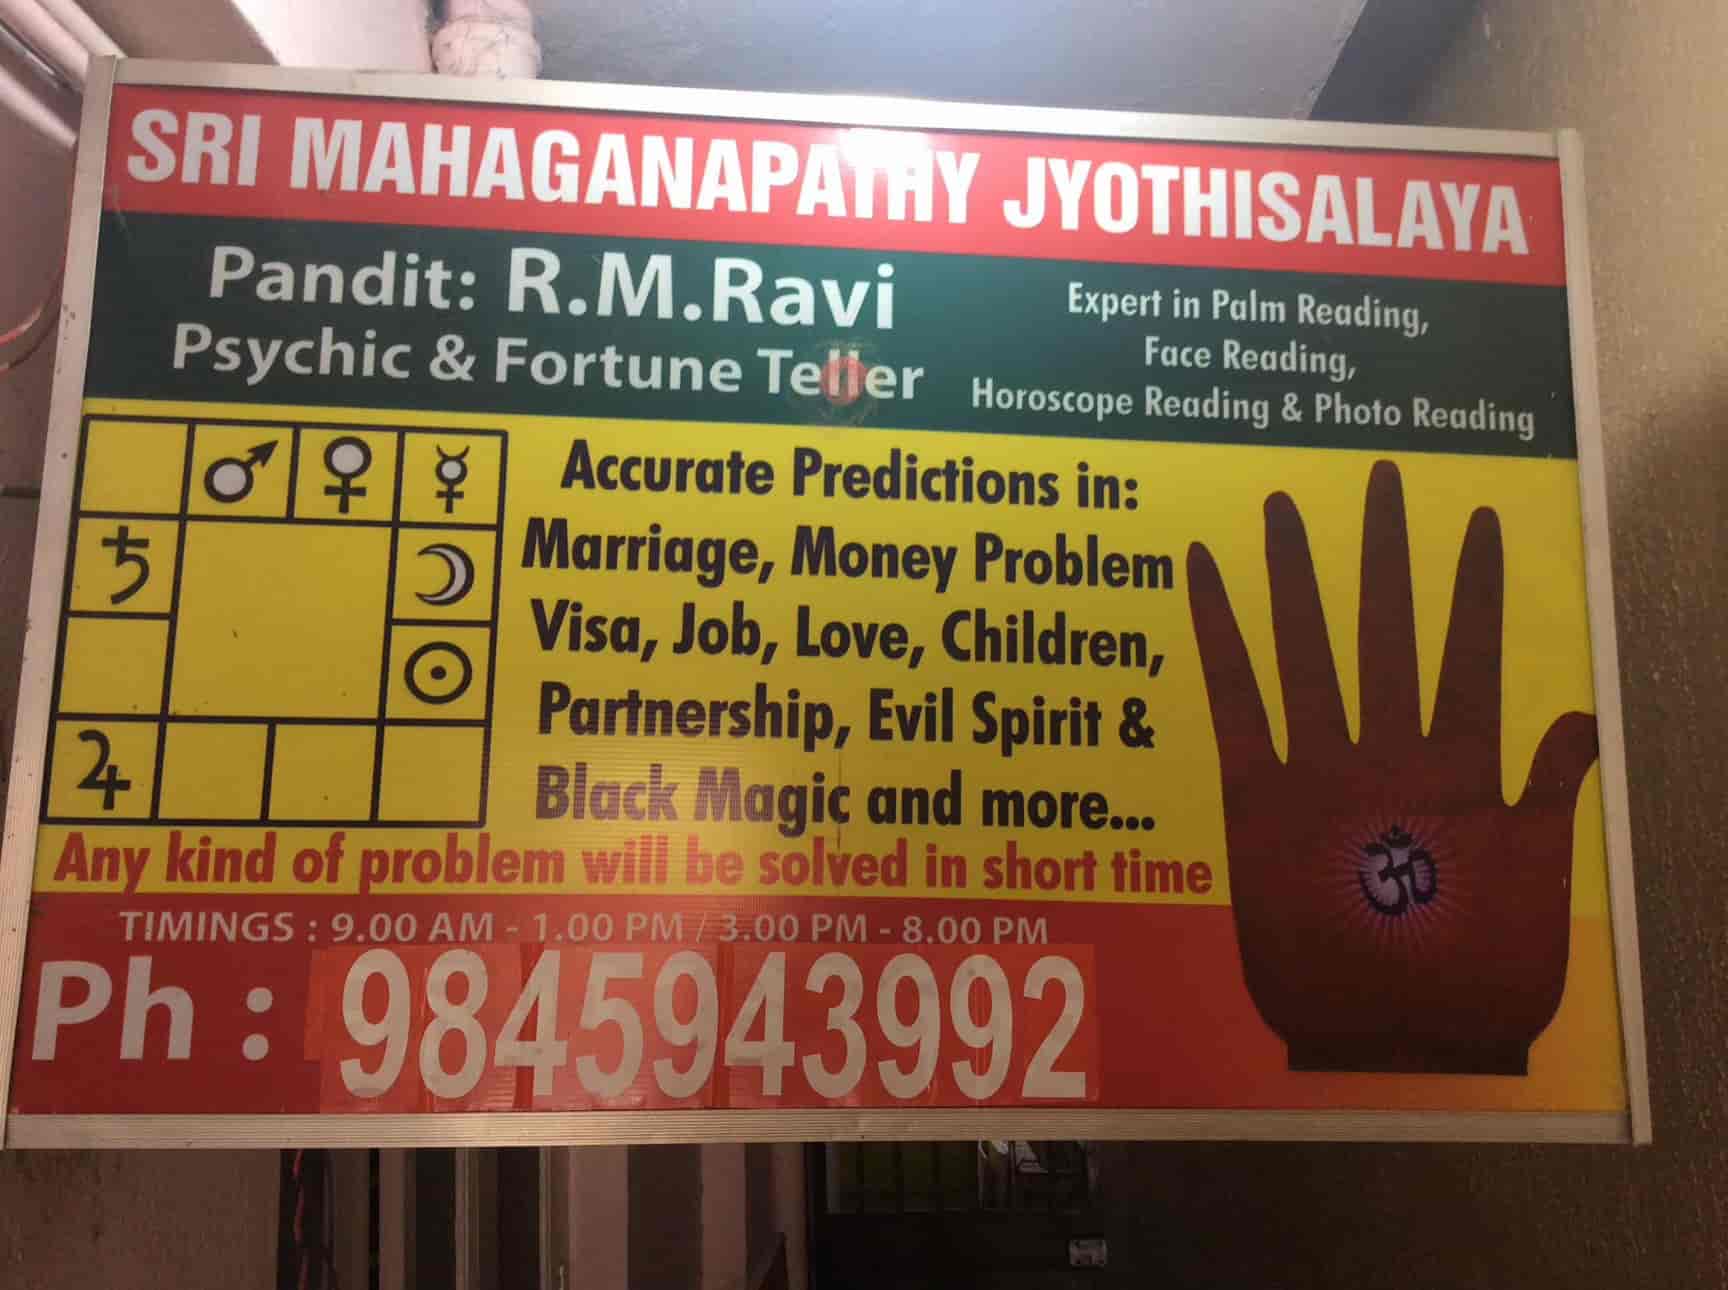 SRI MAHAGANAPATHY JYOTHISALAYA
Pandit: R.M.Ravi
Psychic & Fortune Teller
Expert in Palm Reading,
Face Reading,
Horoscope Reading & Photo Reading
Accurate Predictions in:
Marriage, Money Problem
Visa, Job, Love, Children,
Partnership, Evil Spirit &
Black Magic and more...
Any kind of problem will be solved in short time
ॐ
TIMINGS : 9.00 AM - 1.00 PM / 3.00 PM - 8.00 PM
Ph : 9845943992